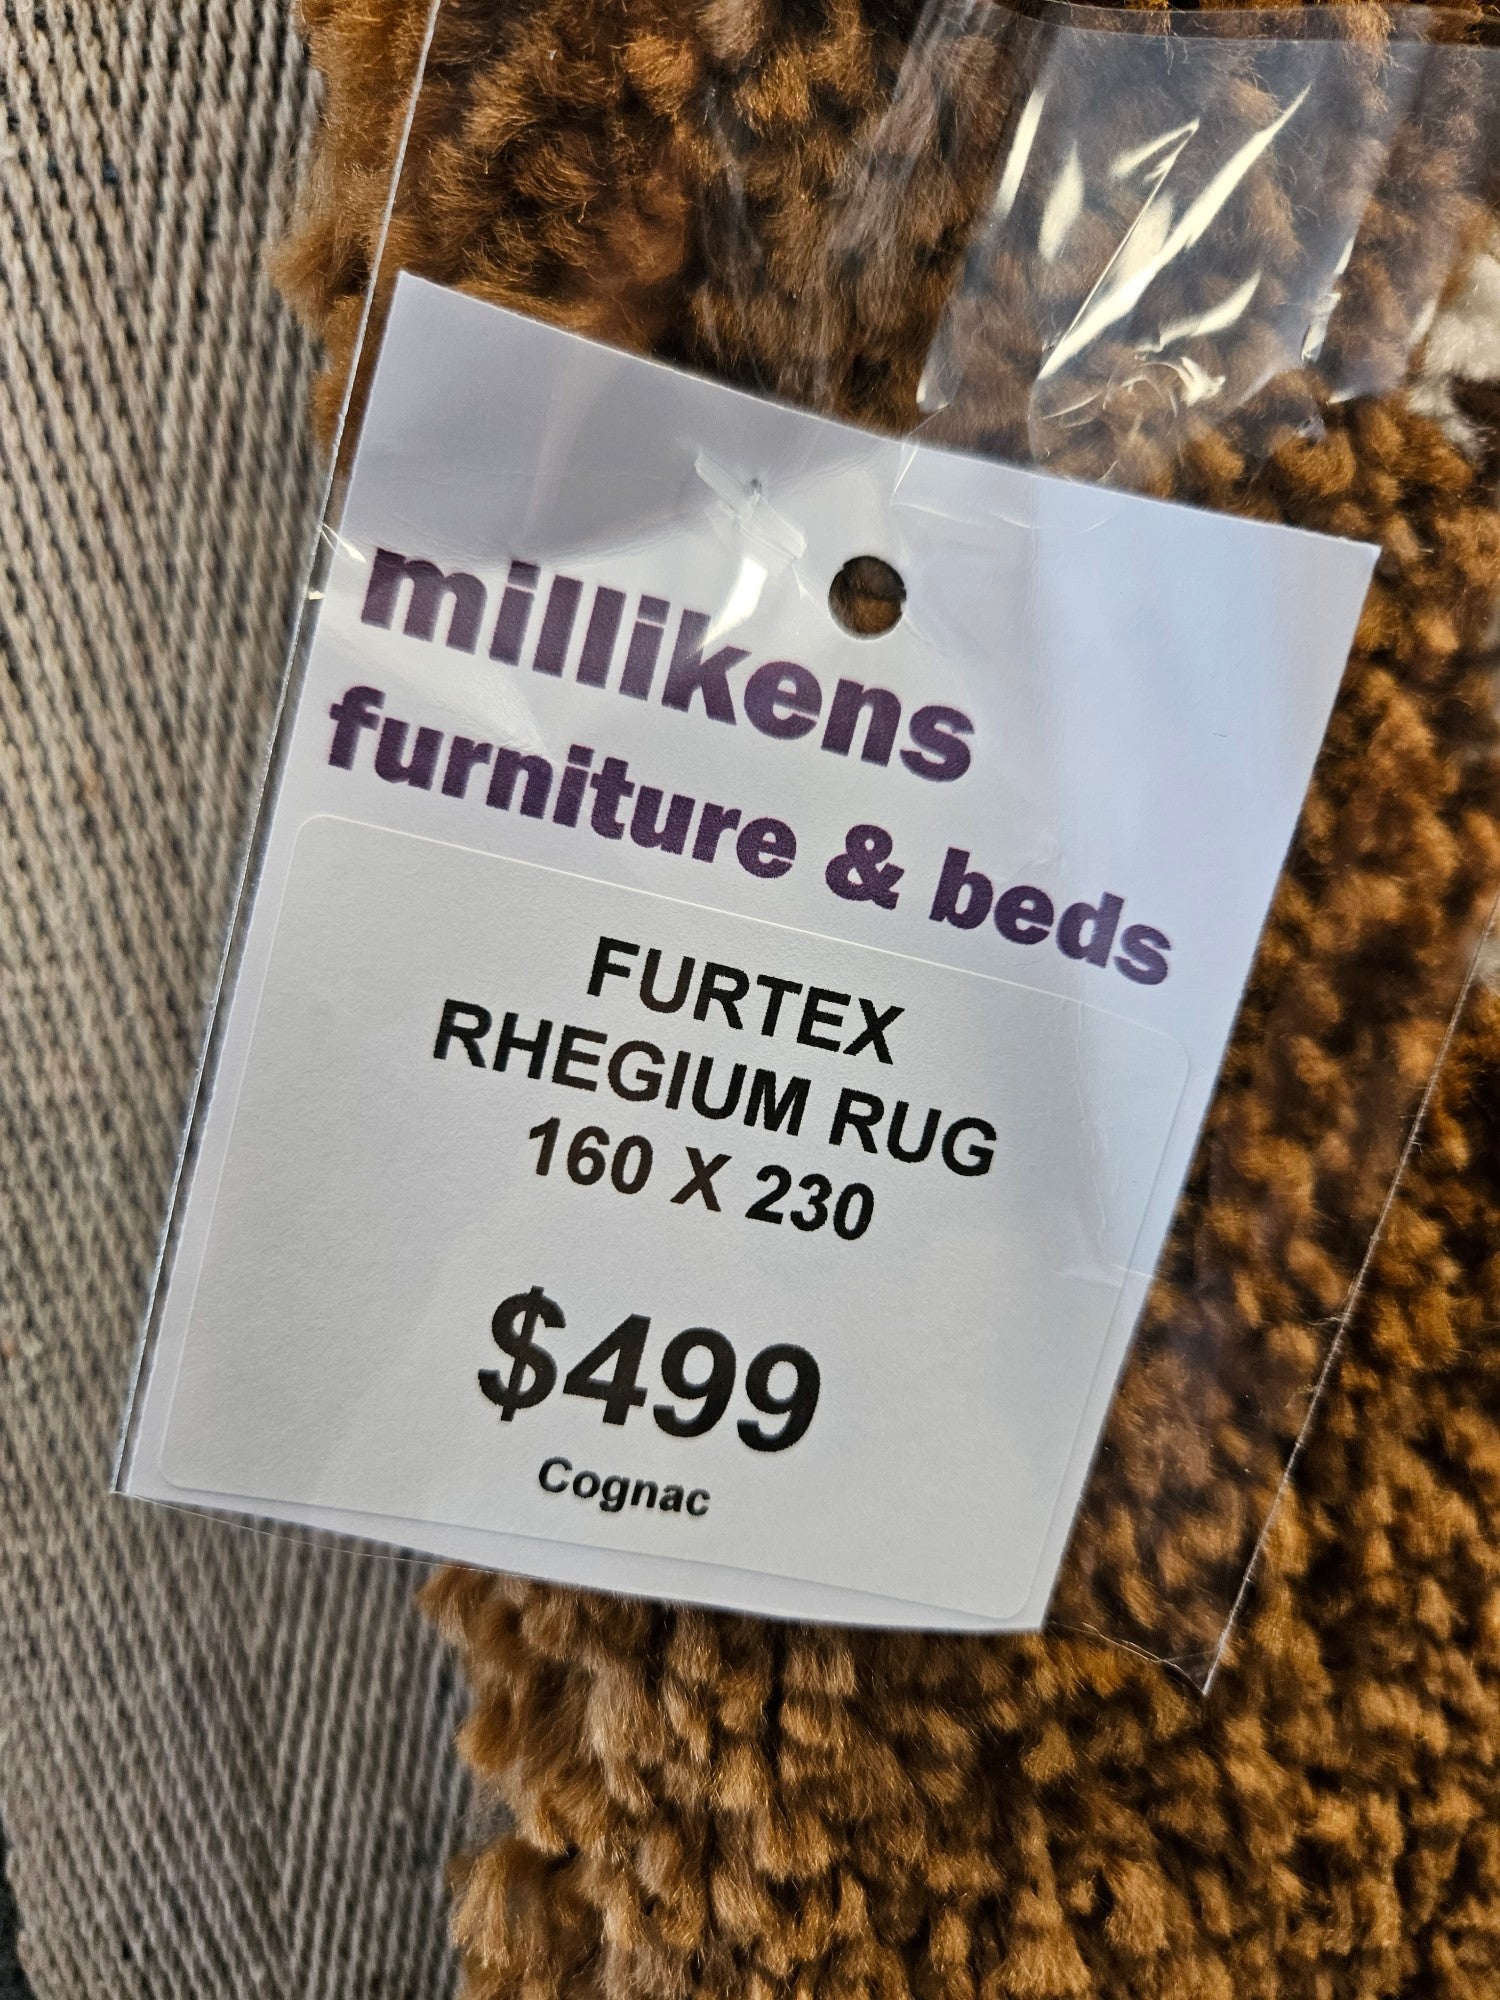 millikens
furniture & beds
FURTEX
RHEGIUM RUG
160 X 230
$499
Cognac